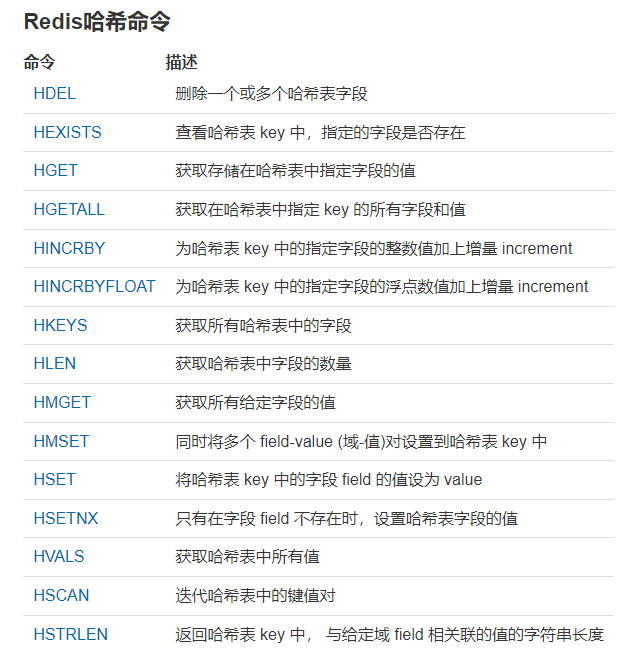 Redis哈希命令
命令 描述
HDEL 删除一个或多个哈希表字段
HEXISTS 查看哈希表 key 中，指定的字段是否存在
HGET 获取存储在哈希表中指定字段的值
HGETALL 获取在哈希表中指定 key 的所有字段和值
HINCRBY 为哈希表 key 中的指定字段的整数值加上增量 increment
HINCRBYFLOAT 为哈希表 key 中的指定字段的浮点数值加上增量 increment
HKEYS 获取所有哈希表中的字段
HLEN 获取哈希表中字段的数量
HMGET 获取所有给定字段的值
HMSET 同时将多个 field-value (域-值)对设置到哈希表 key 中
HSET 将哈希表 key 中的字段 field 的值设为 value
HSETNX 只有在字段 field 不存在时，设置哈希表字段的值
HVALS 获取哈希表中所有值
HSCAN 迭代哈希表中的键值对
HSTRLEN 返回哈希表 key 中， 与给定域 field 相关联的值的字符串长度